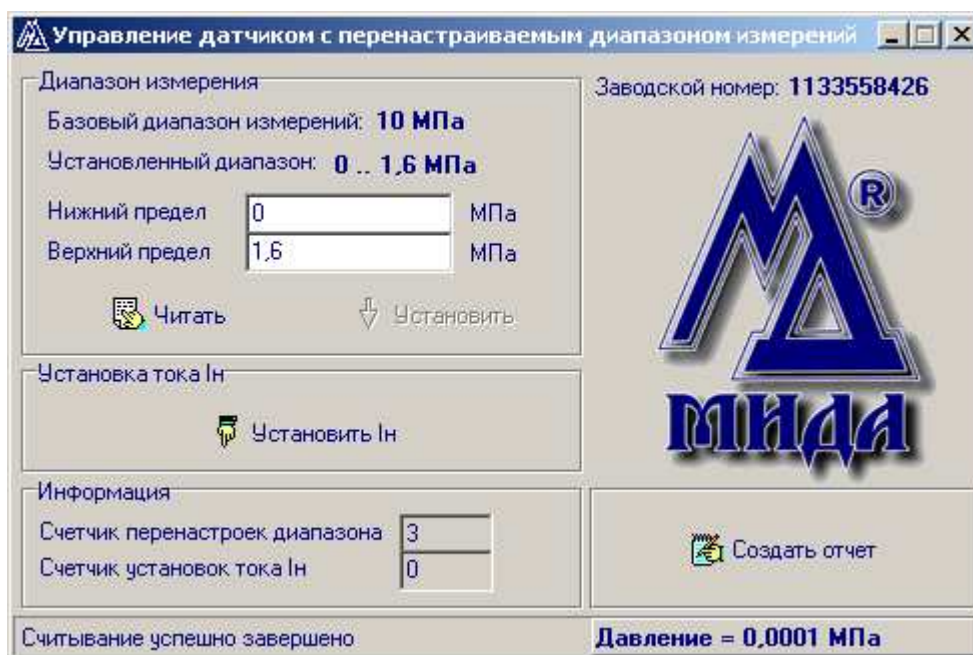 Управление датчиком с перенастраиваемым диапазоном измерений
Диапазон измерения
Базовый диапазон измерений: 10 МПа
Установленный диапазон: 0 .. 1,6 МПа
Нижний предел 0 МПа
Верхний предел 1,6 МПа
Читать Установить
Установка тока Iн
Установить Iн
Информация
Счетчик перенастроек диапазона 3
Счетчик установок тока Iн 0
Заводской номер: 1133558426
®
МИДА
Создать отчет
Считывание успешно завершено
Давление = 0,0001 МПа